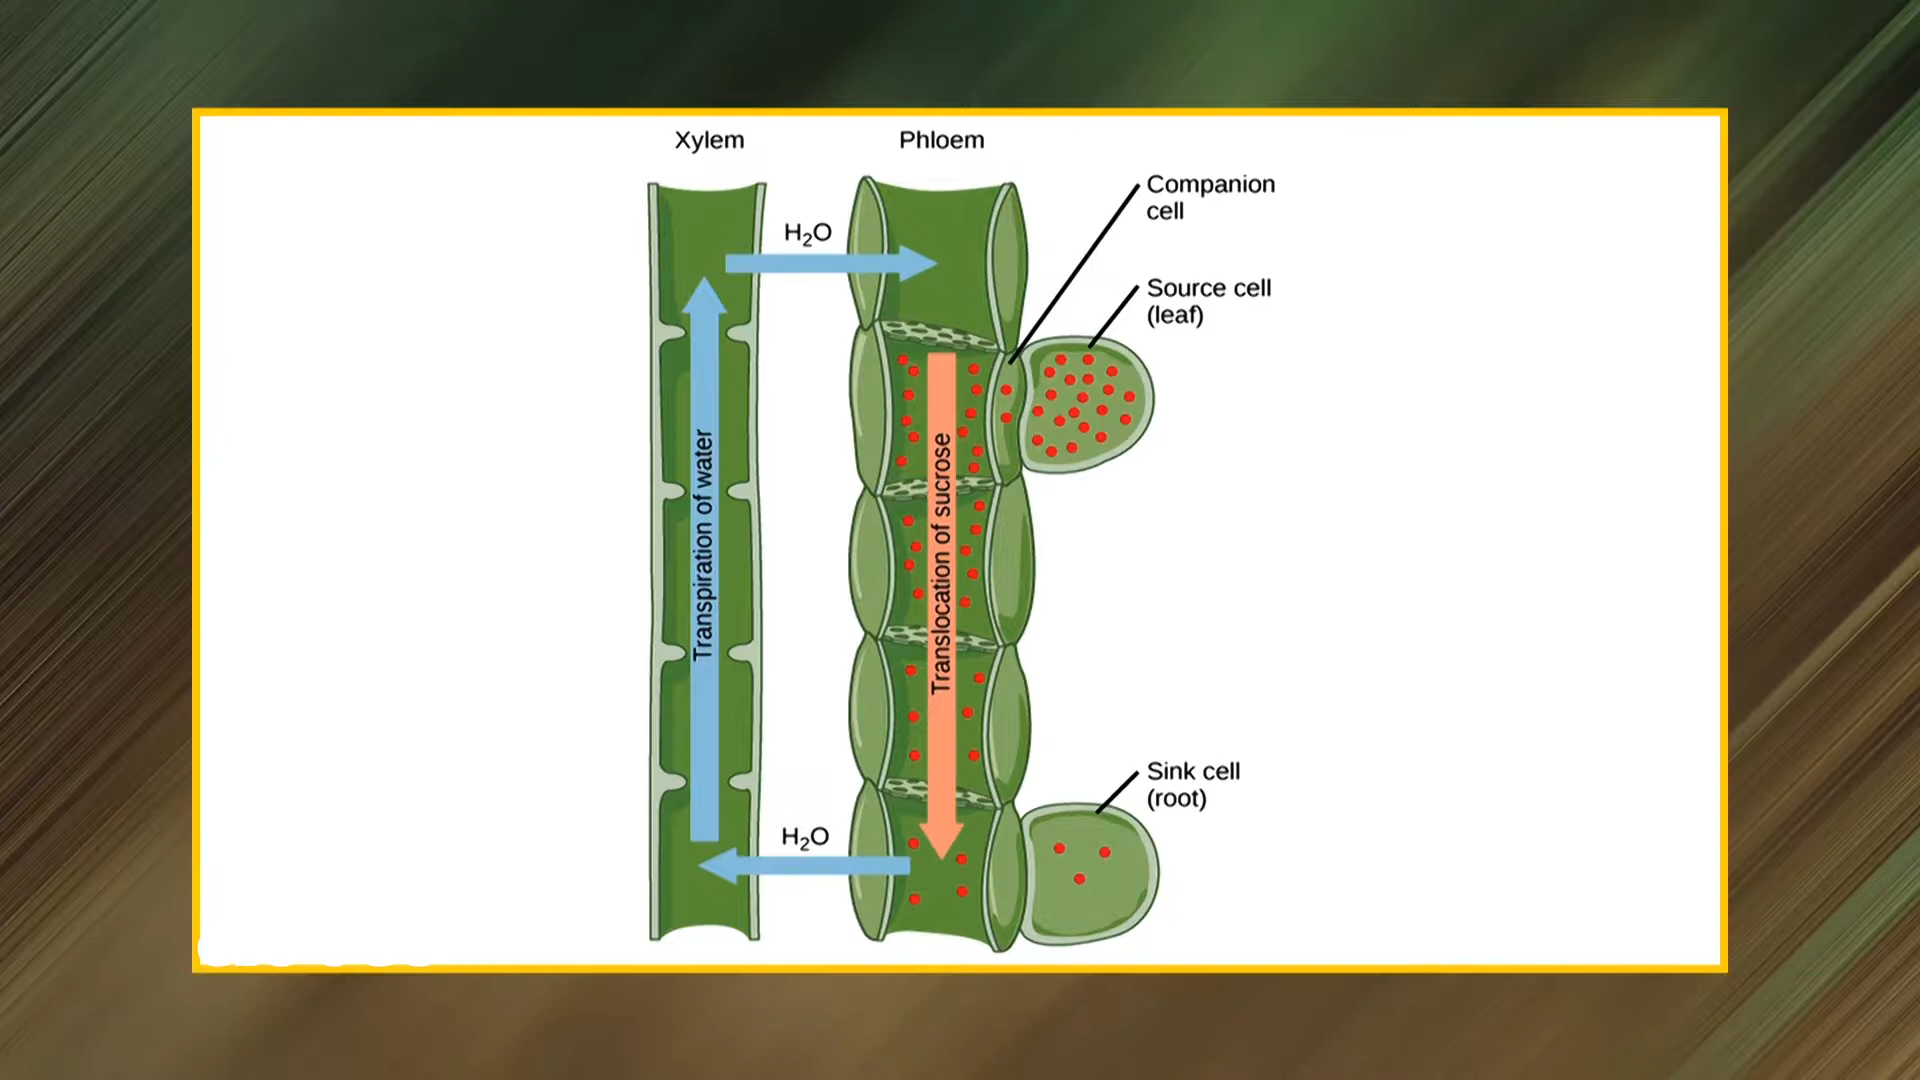 Xylem
Phloem
Companion
cell
H₂O
Source cell
(leaf)
Transpiration of water
Translocation of sucrose
Sink cell
(root)
H₂O